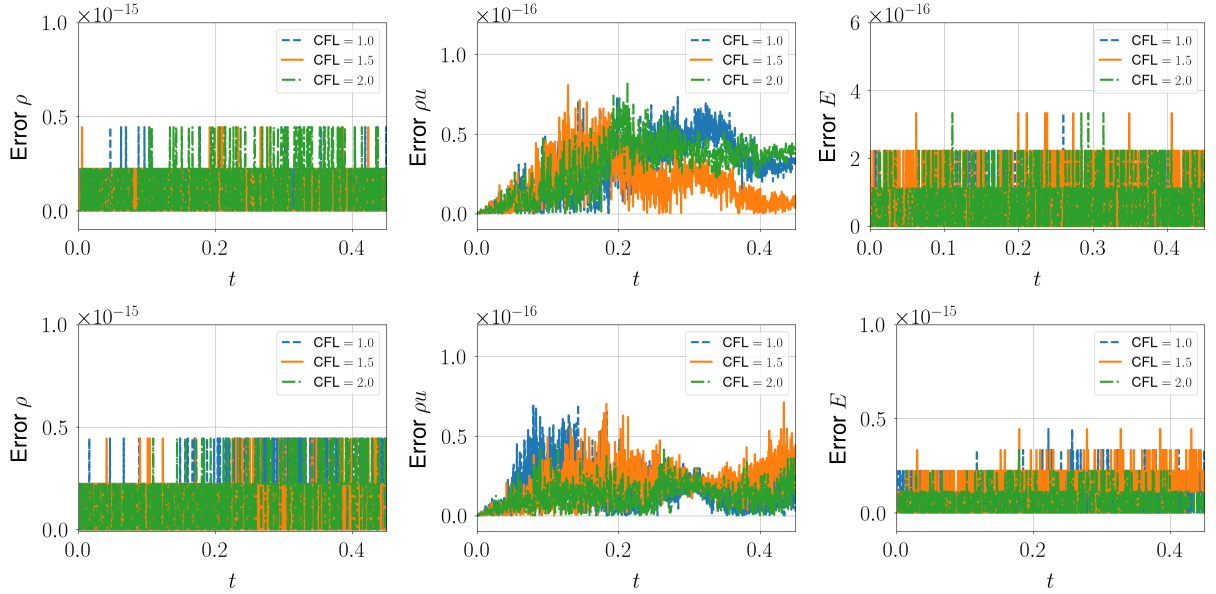 ×10−15
1.0
0.5
0.0
Error ρ
0.0
0.2
0.4
t
CFL = 1.0
CFL = 1.5
CFL = 2.0
×10−16
1.0
0.5
0.0
Error ρu
0.0
0.2
0.4
t
CFL = 1.0
CFL = 1.5
CFL = 2.0
×10−16
6
4
2
0
Error E
0.0
0.1
0.2
0.3
0.4
t
CFL = 1.0
CFL = 1.5
CFL = 2.0
×10−15
1.0
0.5
0.0
Error ρ
0.0
0.2
0.4
t
CFL = 1.0
CFL = 1.5
CFL = 2.0
×10−16
1.0
0.5
0.0
Error ρu
0.0
0.2
0.4
t
CFL = 1.0
CFL = 1.5
CFL = 2.0
×10−15
1.0
0.5
0.0
Error E
0.0
0.2
0.4
t
CFL = 1.0
CFL = 1.5
CFL = 2.0